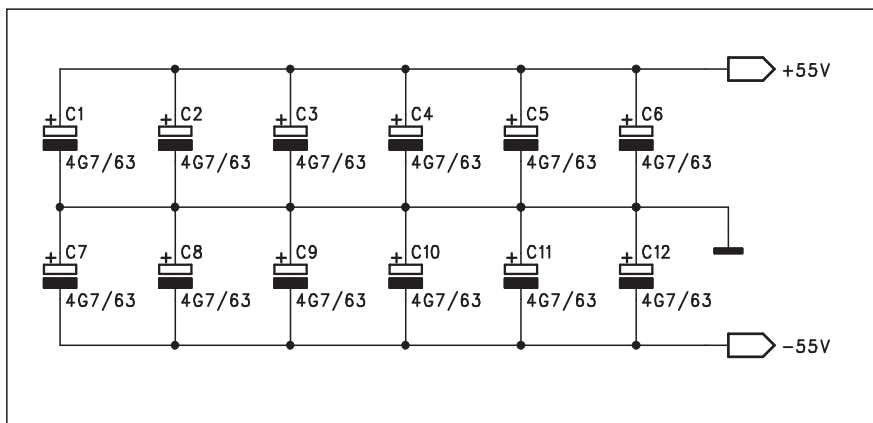 +55V
C1 C2 C3 C4 C5 C6
+ + + + + +
4G7/63 4G7/63 4G7/63 4G7/63 4G7/63 4G7/63
C7 C8 C9 C10 C11 C12
+ + + + + +
4G7/63 4G7/63 4G7/63 4G7/63 4G7/63 4G7/63
-55V